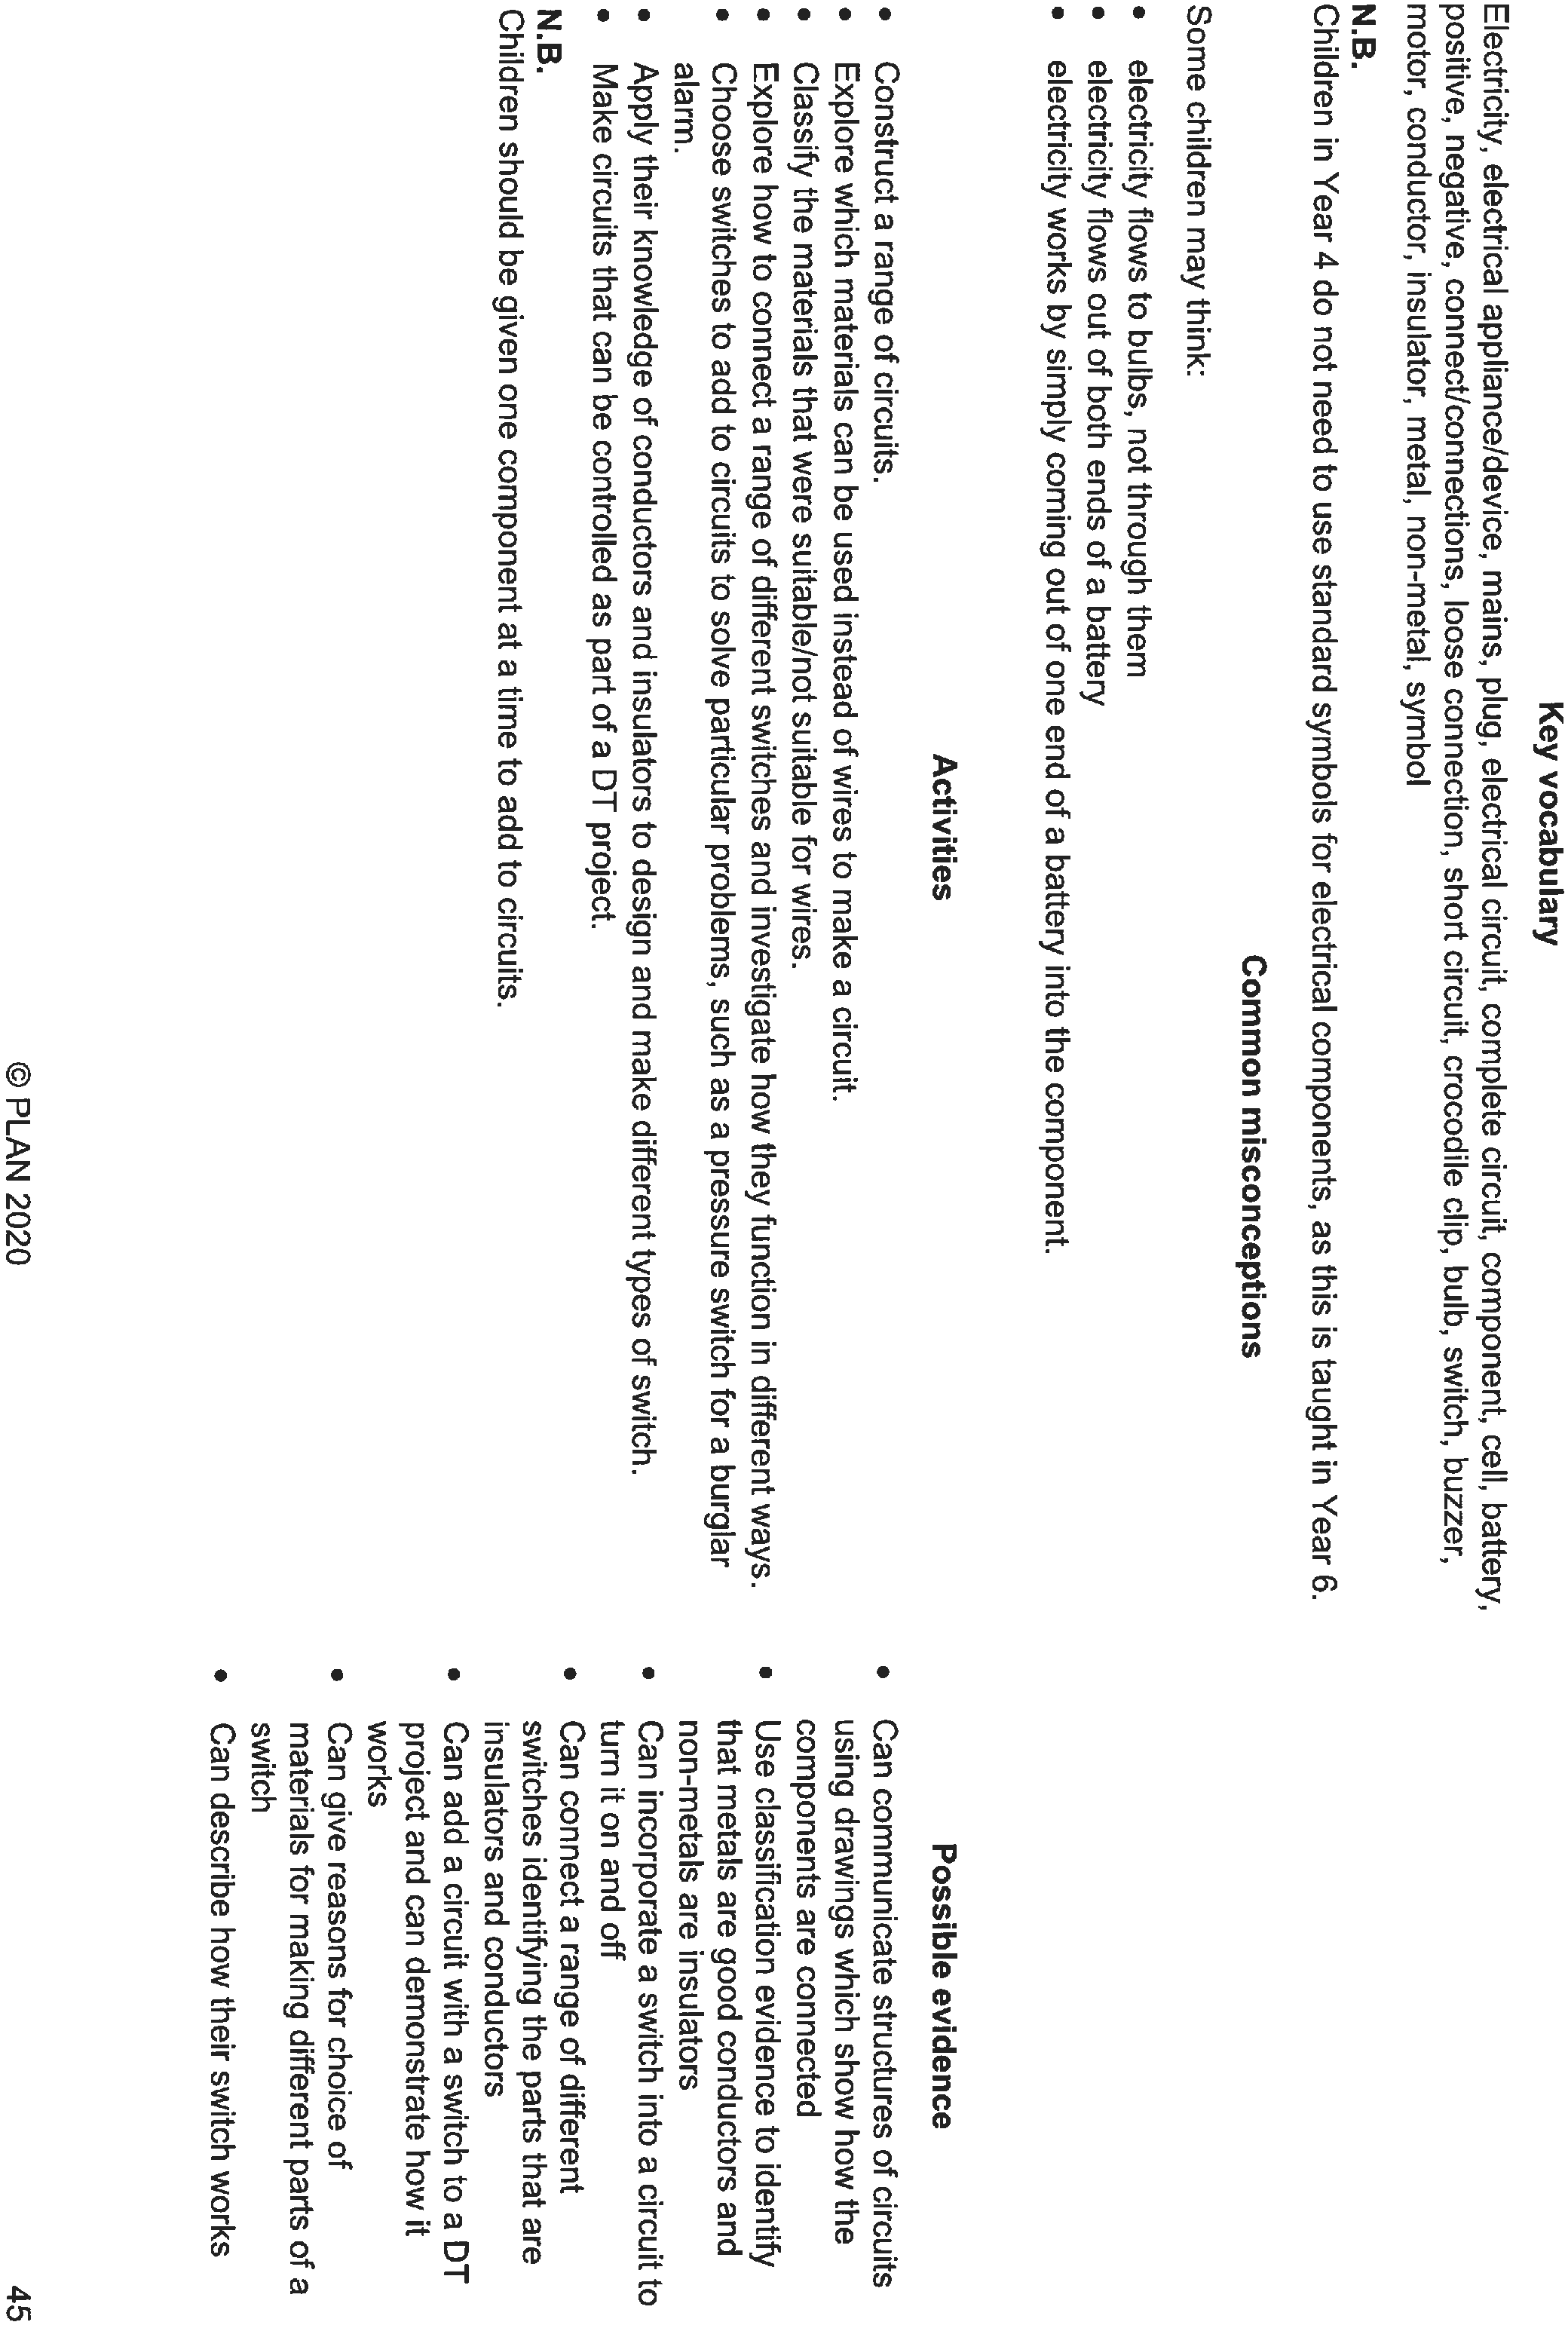 Key vocabulary
Electricity, electrical appliance/device, mains, plug, electrical circuit, complete circuit, component, cell, battery,
positive, negative, connect/connections, loose connection, short circuit, crocodile clip, bulb, switch, buzzer,
motor, conductor, insulator, metal, non-metal, symbol
N.B.
Children in Year 4 do not need to use standard symbols for electrical components, as this is taught in Year 6.
Common misconceptions
Some children may think:
• electricity flows to bulbs, not through them
• electricity flows out of both ends of a battery
• electricity works by simply coming out of one end of a battery into the component.
Activities
• Construct a range of circuits.
• Explore which materials can be used instead of wires to make a circuit.
• Classify the materials that were suitable/not suitable for wires.
• Explore how to connect a range of different switches and investigate how they function in different ways.
• Choose switches to add to circuits to solve particular problems, such as a pressure switch for a burglar
alarm.
• Apply their knowledge of conductors and insulators to design and make different types of switch.
• Make circuits that can be controlled as part of a DT project.
N.B.
Children should be given one component at a time to add to circuits.
Possible evidence
• Can communicate structures of circuits
using drawings which show how the
components are connected
• Use classification evidence to identify
that metals are good conductors and
non-metals are insulators
• Can incorporate a switch into a circuit to
turn it on and off
• Can connect a range of different
switches identifying the parts that are
insulators and conductors
• Can add a circuit with a switch to a DT
project and can demonstrate how it
works
• Can give reasons for choice of
materials for making different parts of a
switch
• Can describe how their switch works
© PLAN 2020
45